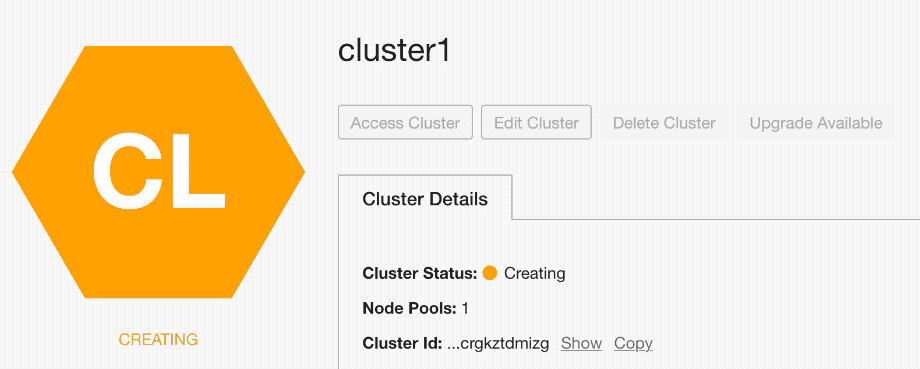 CL
CREATING
cluster1
Access Cluster Edit Cluster Delete Cluster Upgrade Available
Cluster Details
Cluster Status: Creating
Node Pools: 1
Cluster Id: ...crgkztdmizg Show Copy